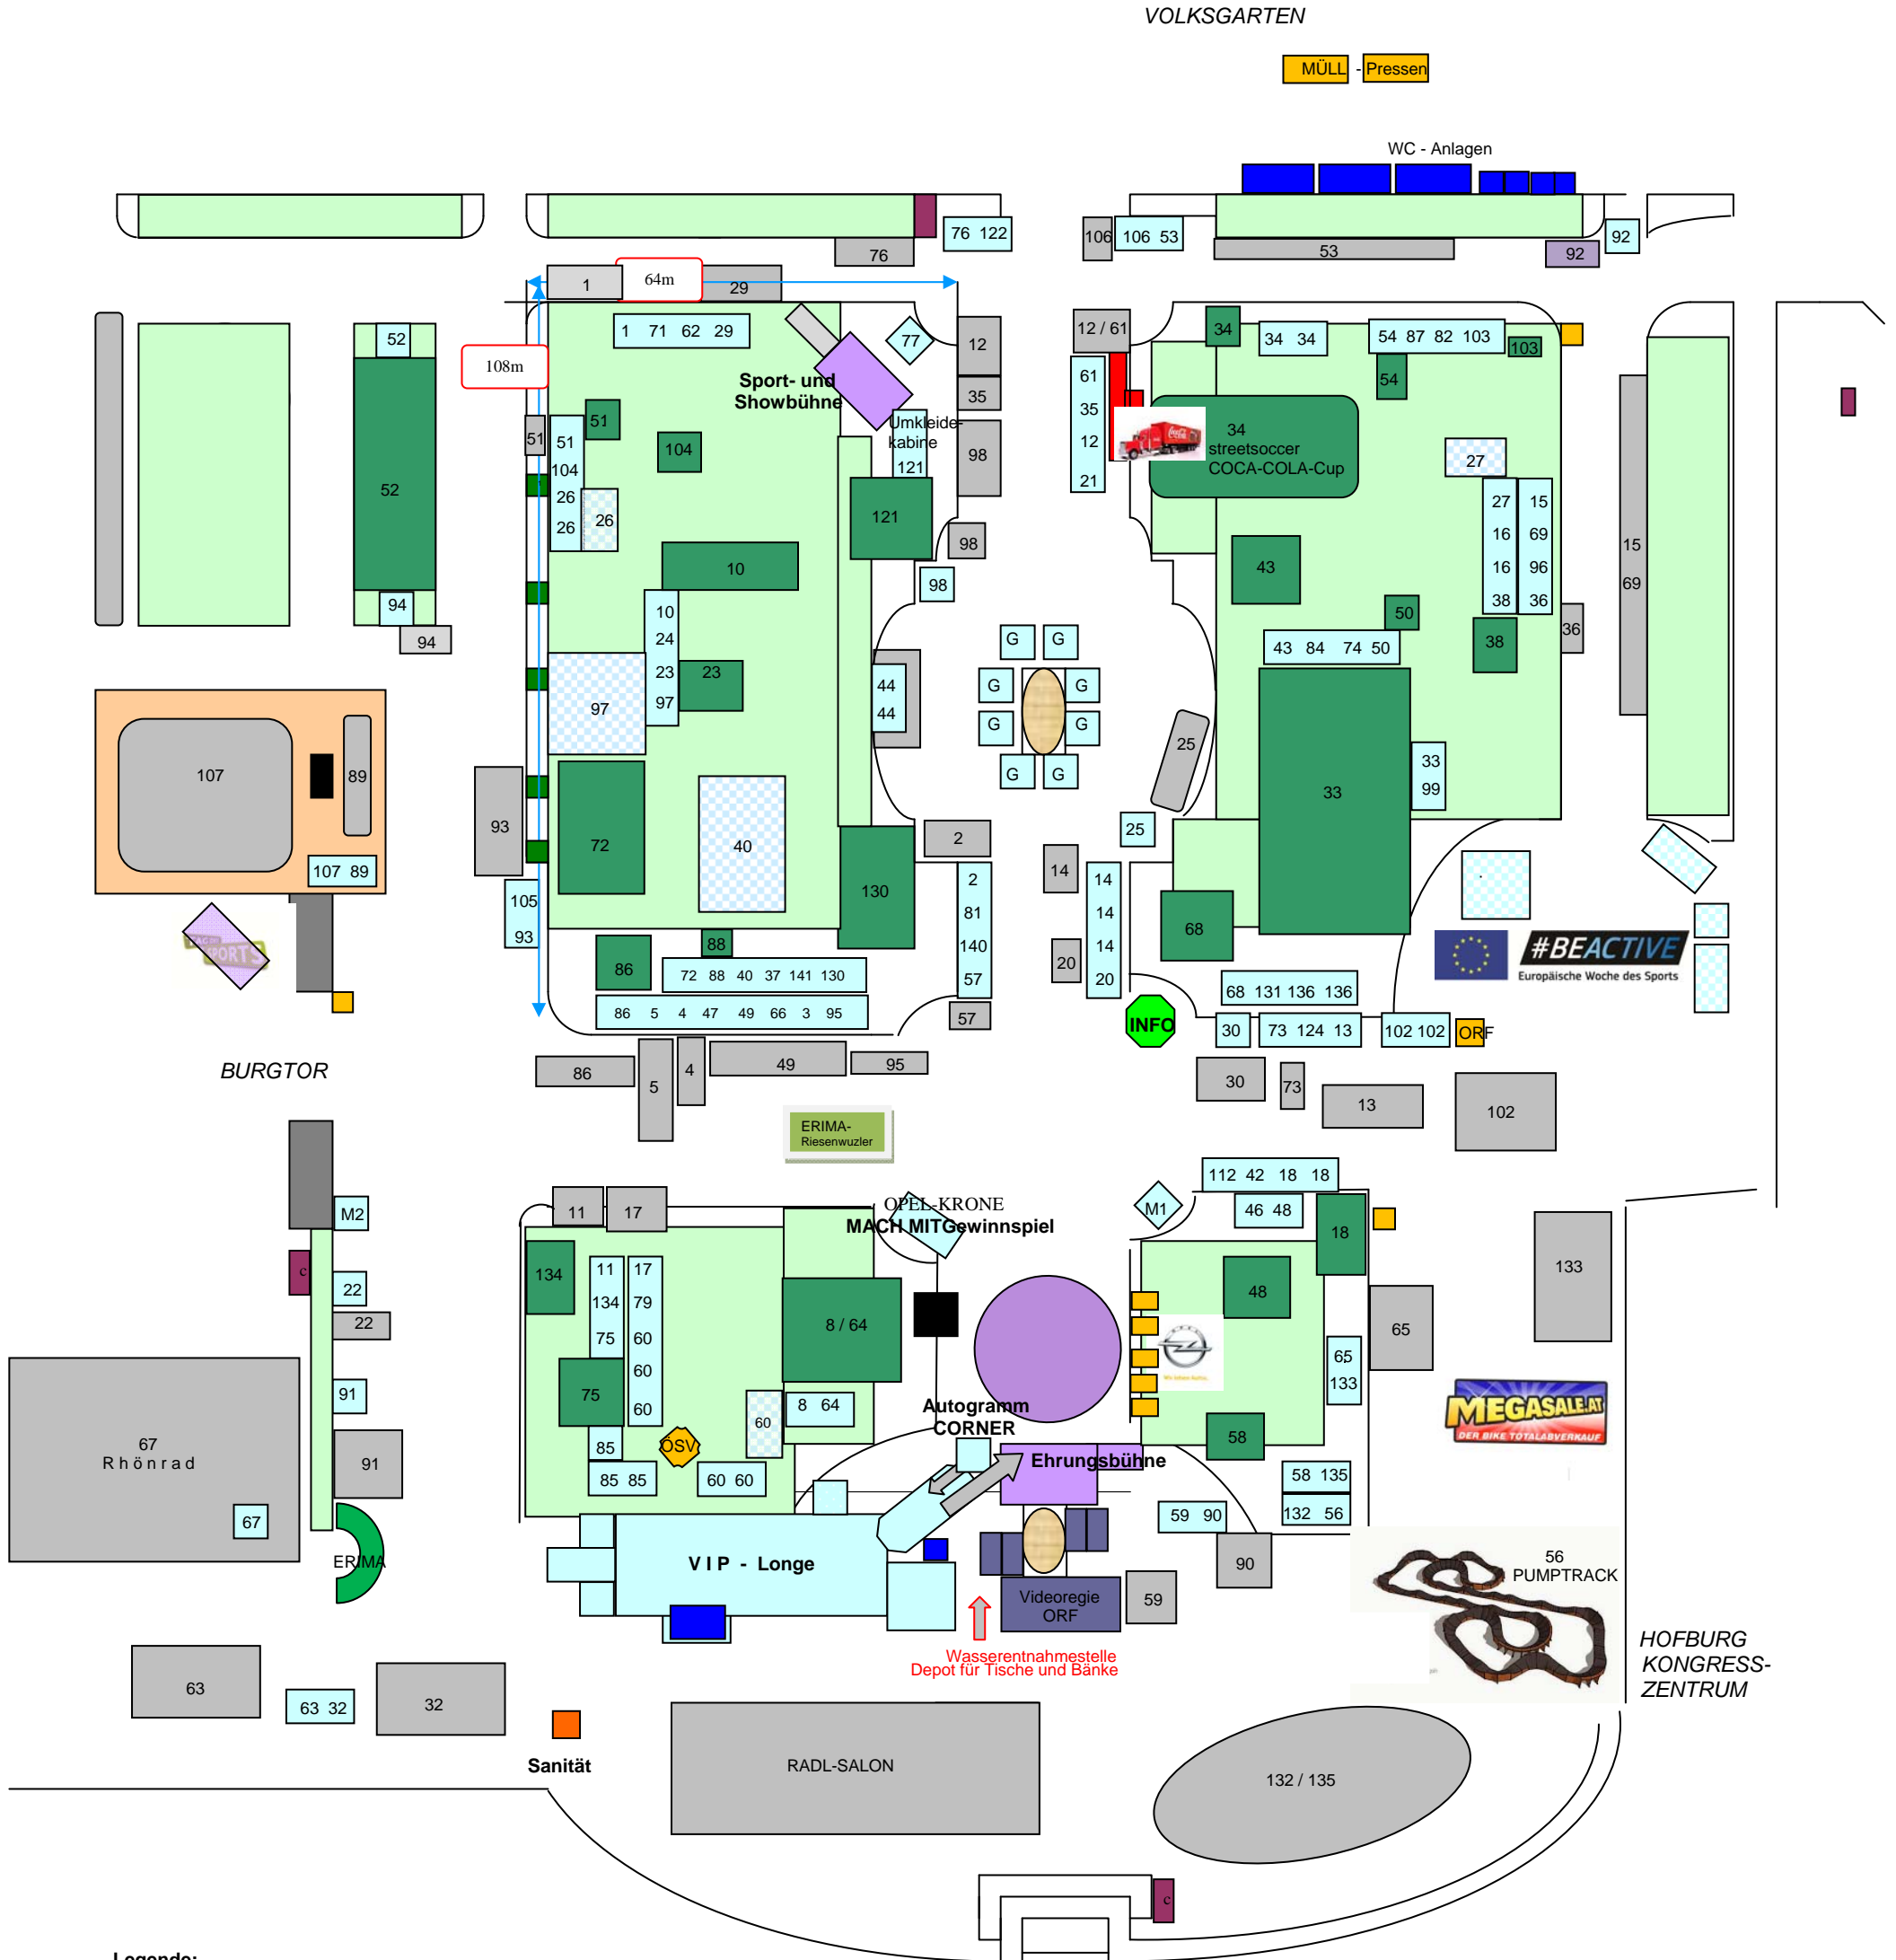 VOLKSGARTEN
MÜLL - Pressen
WC - Anlagen
76 122
106
106 53
53
92
92
76
1
64m
29
1 71 62 29
77
12
12 / 61
34
34 34
54 87 82 103
103
52
108m
Sport- und
Showbühne
35
61
35
12
21
54
51
51
51
104
26
26
26
104
Umkleide-
kabine
121
98
34
streetsoccer
COCA-COLA-Cup
27
52
121
98
98
27
16
16
38
15
69
96
36
15
69
10
43
94
94
10
24
23
97
23
50
36
38
43 84 74 50
G G
G G
G G
G G
97
44
44
25
33
33
99
107
89
107 89
93
72
40
2
25
130
105
93
2
81
140
57
14
14
14
14
20
20
68
SPORTS
#BEACTIVE
Europäische Woche des Sports
86
88
72 88 40 37 141 130
86 5 4 47 49 66 3 95
57
INFO
68 131 136 136
30
73 124 13
102 102
ORF
BURGTOR
86
5
4
49
95
30
73
13
102
ERIMA-
Riesenwuzler
112 42 18 18
M2
11
17
OPEL-KRONE
MACH MITGewinnspiel
M1
46 48
18
c
22
22
134
11
134
75
17
79
60
60
60
8 / 64
48
133
65
65
133
Wir leben Autos.
91
75
60
8 64
Autogramm
CORNER
58
MEGASALE.AT
DER BIKE TOTALABVERKAUF
67
Rhönrad
91
85
ÖSV
85 85
60 60
Ehrungsbühne
58 135
132 56
67
ERIMA
VIP - Longe
59 90
90
56
PUMPTRACK
Videoregie
ORF
59
Wasserentnahmestelle
Depot für Tische und Bänke
HOFBURG
KONGRESS-
ZENTRUM
63
63 32
32
Sanität
RADL-SALON
132 / 135
c
Legende: